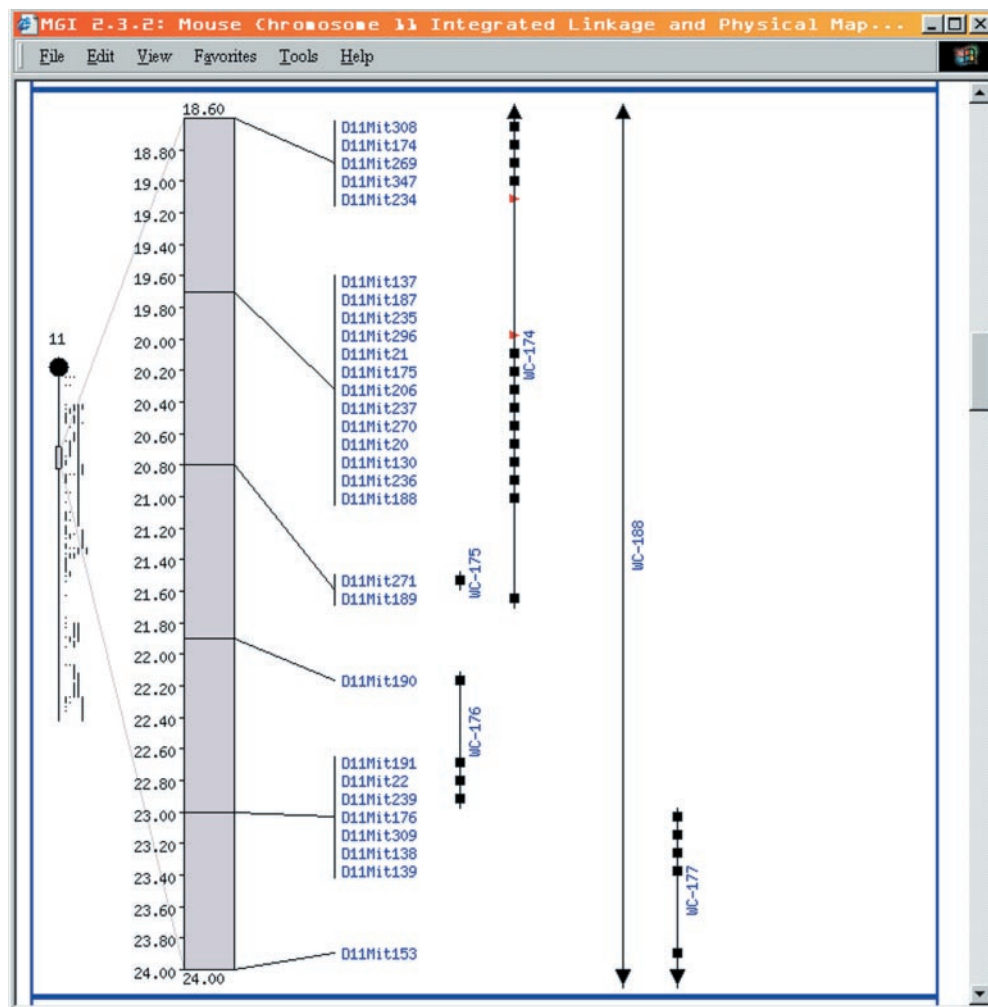 MGI 2.3.2: Mouse Chromosome 11 Integrated Linkage and Physical Map...
File Edit View Favorites Tools Help
18.60
18.80
19.00
19.20
19.40
19.60
19.80
20.00
20.20
20.40
20.60
20.80
21.00
21.20
21.40
21.60
21.80
22.00
22.20
22.40
22.60
22.80
23.00
23.20
23.40
23.60
23.80
24.00
24.00
11
D11Mit308
D11Mit174
D11Mit269
D11Mit347
D11Mit234
D11Mit137
D11Mit187
D11Mit235
D11Mit296
D11Mit21
D11Mit175
D11Mit206
D11Mit237
D11Mit270
D11Mit20
D11Mit130
D11Mit236
D11Mit188
D11Mit271
D11Mit189
D11Mit190
D11Mit191
D11Mit22
D11Mit239
D11Mit176
D11Mit309
D11Mit138
D11Mit139
D11Mit153
WC-174
WC-175
WC-176
WC-188
WC-177